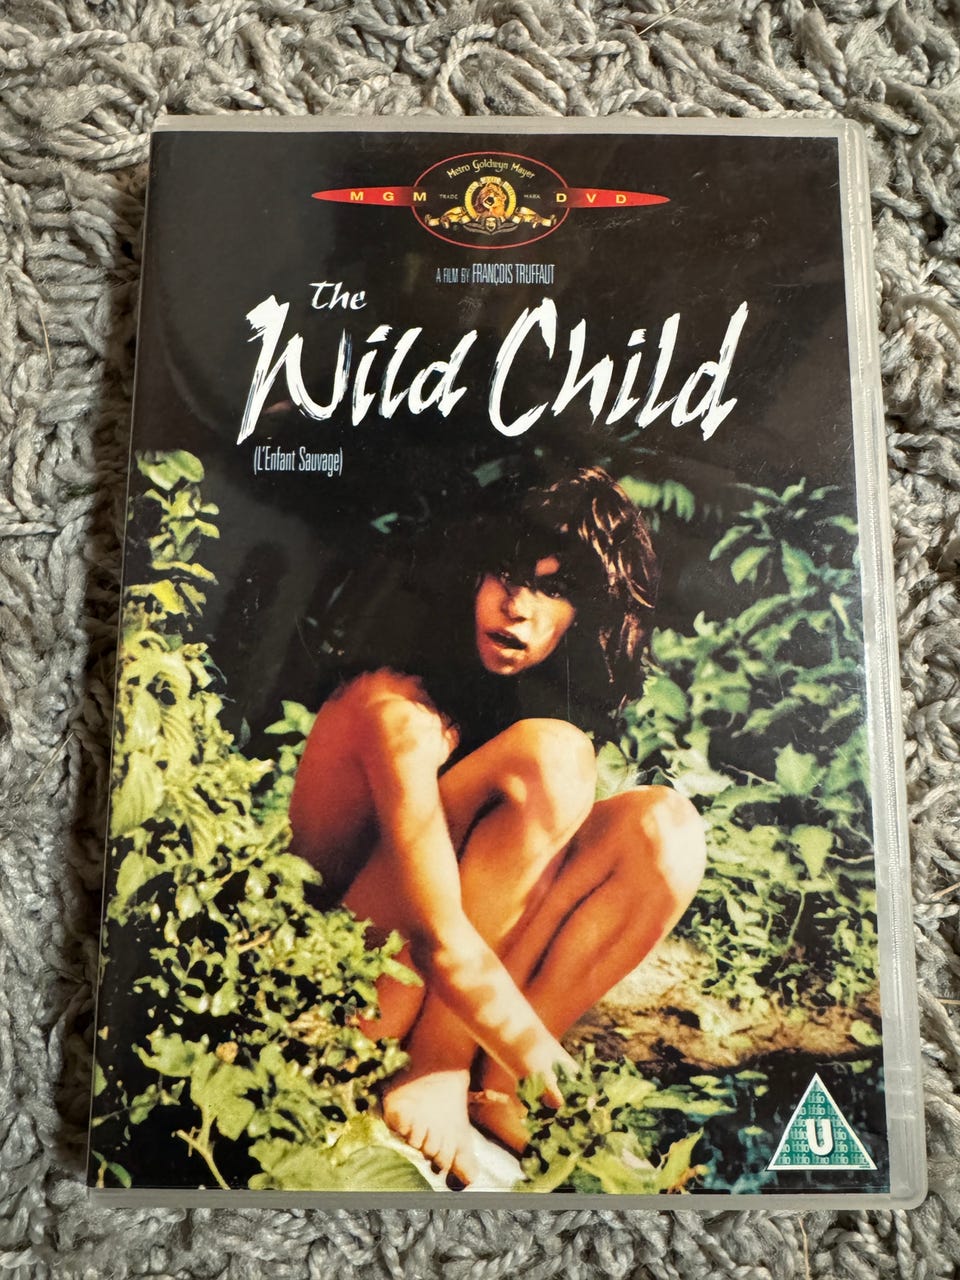 Metro Goldwyn Mayer
MGM TRADE MARK DVD
A FILM BY FRANÇOIS TRUFFAUT
The
Wild Child
(L'Enfant Sauvage)
U